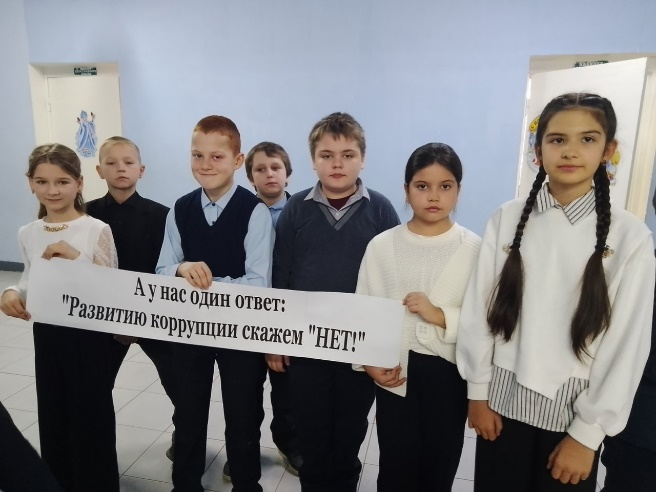 А у нас один ответ:
"Развитию коррупции скажем "НЕТ!"